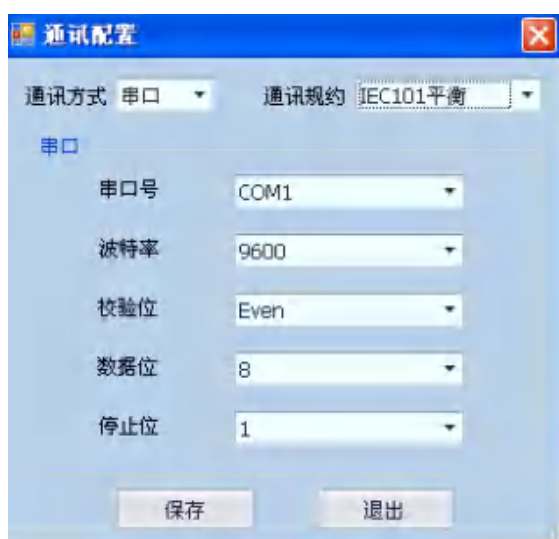 通讯配置
通讯方式 串口 通讯规约 IEC101平衡
串口
串口号 COM1
波特率 9600
校验位 Even
数据位 8
停止位 1
保存 退出